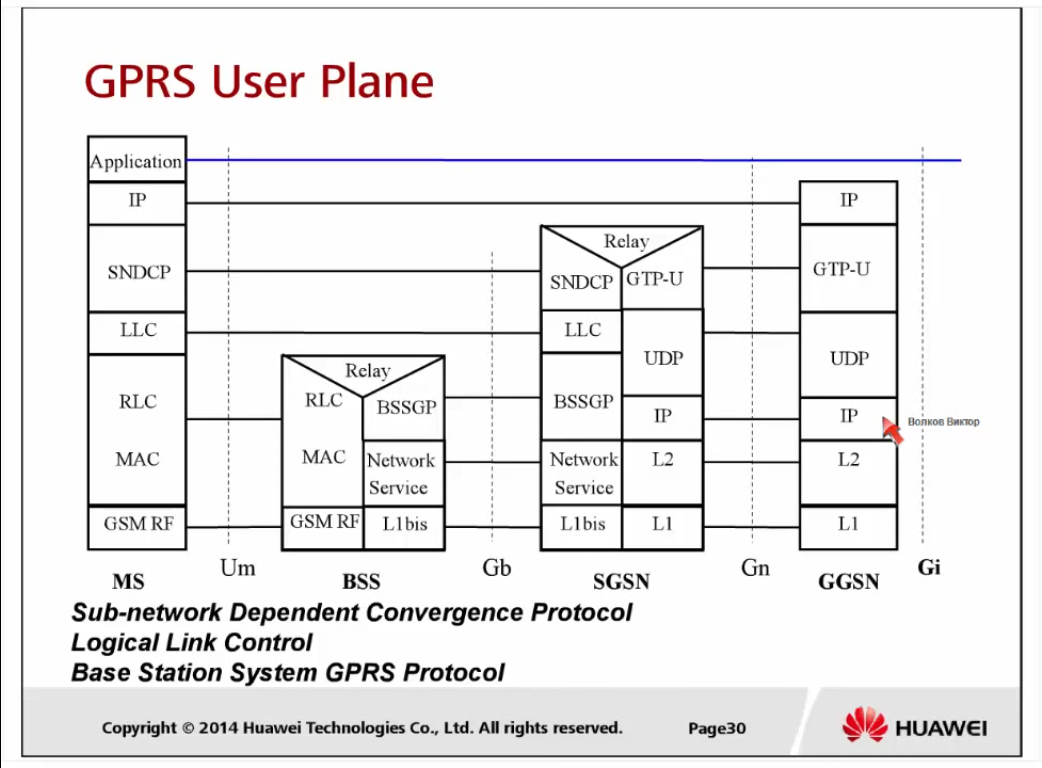 GPRS User Plane
Application
IP
IP
Relay
SNDCP
SNDCP
GTP-U
GTP-U
LLC
LLC
UDP
UDP
Relay
RLC
RLC
BSSGP
BSSGP
IP
IP
Волков Виктор
MAC
MAC
Network
Service
Network
Service
L2
L2
GSM RF
GSM RF
L1bis
L1bis
L1
L1
MS
Um
BSS
Gb
SGSN
Gn
GGSN
Gi
Sub-network Dependent Convergence Protocol
Logical Link Control
Base Station System GPRS Protocol
Copyright © 2014 Huawei Technologies Co., Ltd. All rights reserved.
Page30
HUAWEI